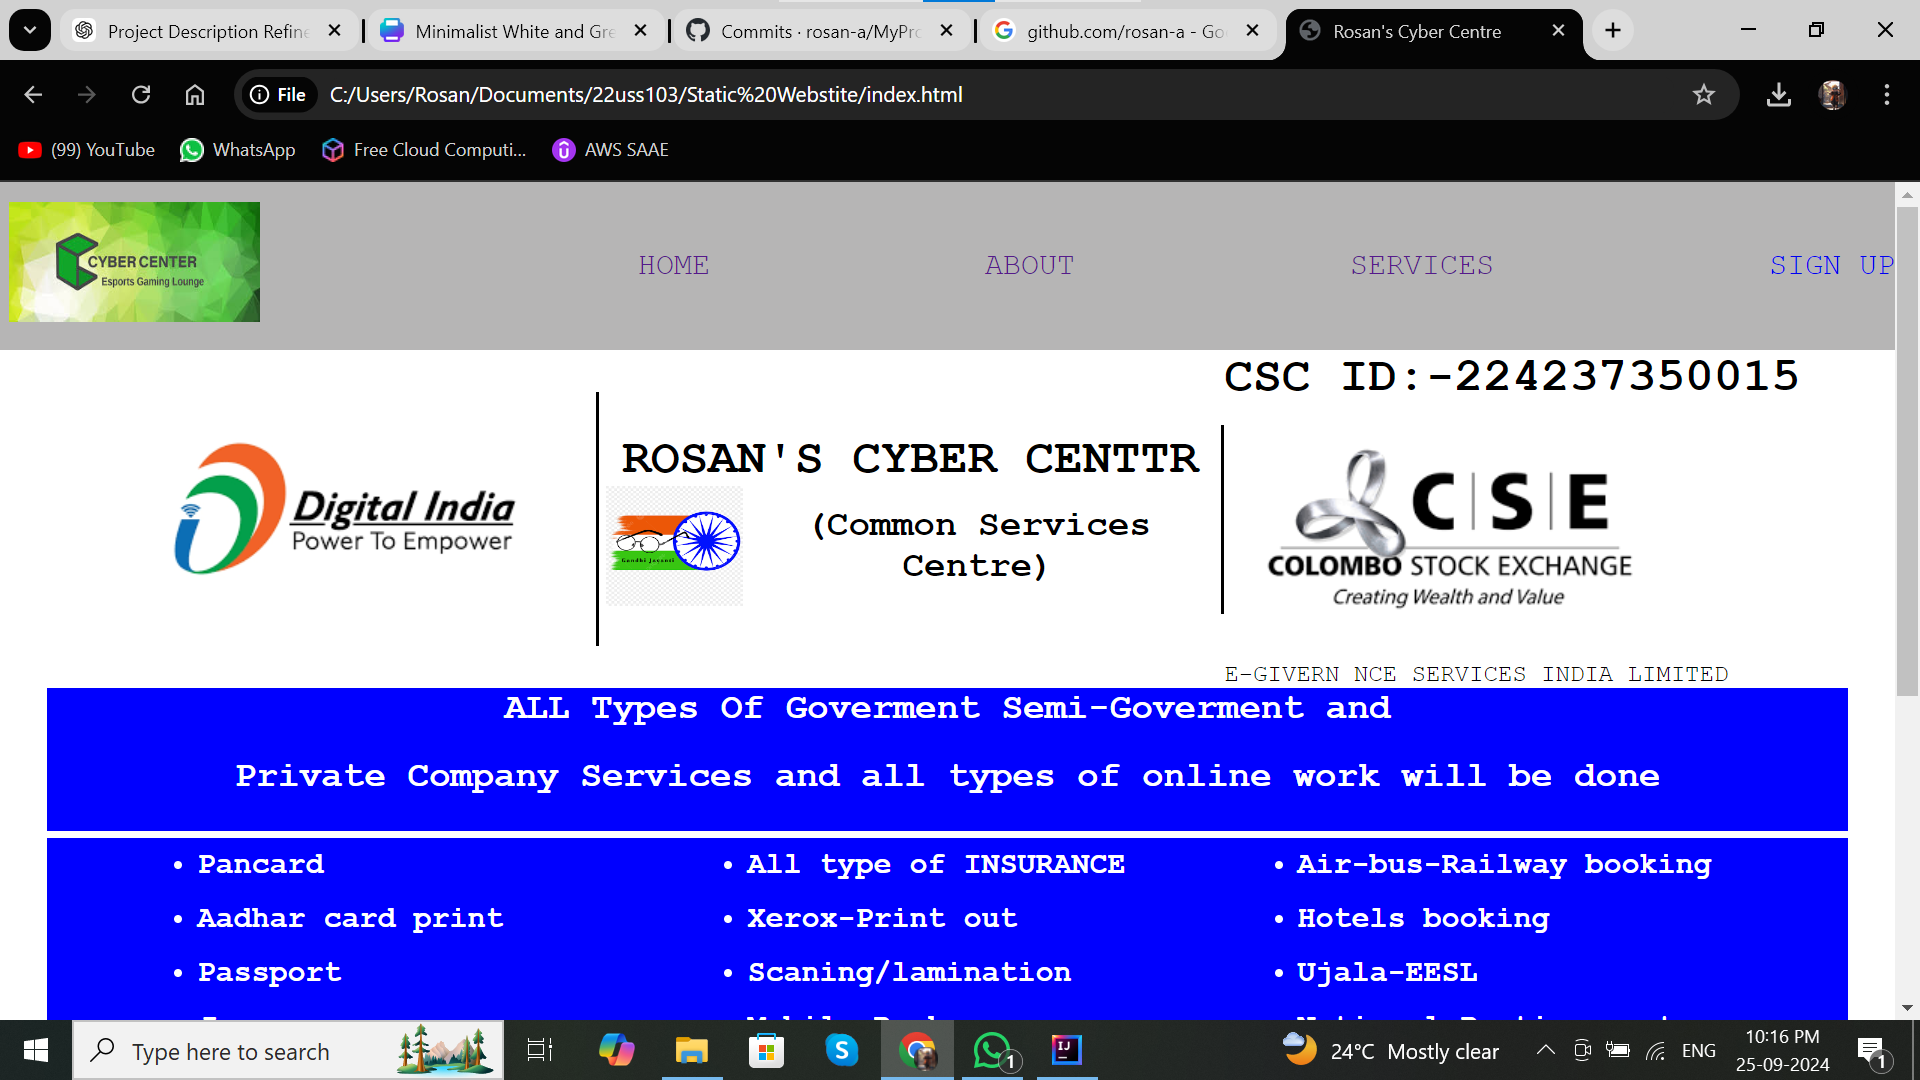 Project Description Refine
Minimalist White and Gre
Commits · rosan-a/MyPro
github.com/rosan-a - Goo
Rosan's Cyber Centre
File
C:/Users/Rosan/Documents/22uss103/Static%20Webstite/index.html
(99) YouTube
WhatsApp
Free Cloud Computi...
AWS SAAE
CYBER CENTER
Esports Gaming Lounge
HOME
ABOUT
SERVICES
SIGN UP
CSC ID:-224237350015
Digital India
Power To Empower
ROSAN'S CYBER CENTTR
Gandhi Jayanti
(Common Services
Centre)
C|S|E
COLOMBO STOCK EXCHANGE
Creating Wealth and Value
E-GIVERN NCE SERVICES INDIA LIMITED
ALL Types Of Goverment Semi-Goverment and
Private Company Services and all types of online work will be done
• Pancard
• All type of INSURANCE
• Air-bus-Railway booking
• Aadhar card print
• Xerox-Print out
• Hotels booking
• Passport
• Scaning/lamination
• Ujala-EESL
Type here to search
24°C Mostly clear
ENG
10:16 PM
25-09-2024
1
1